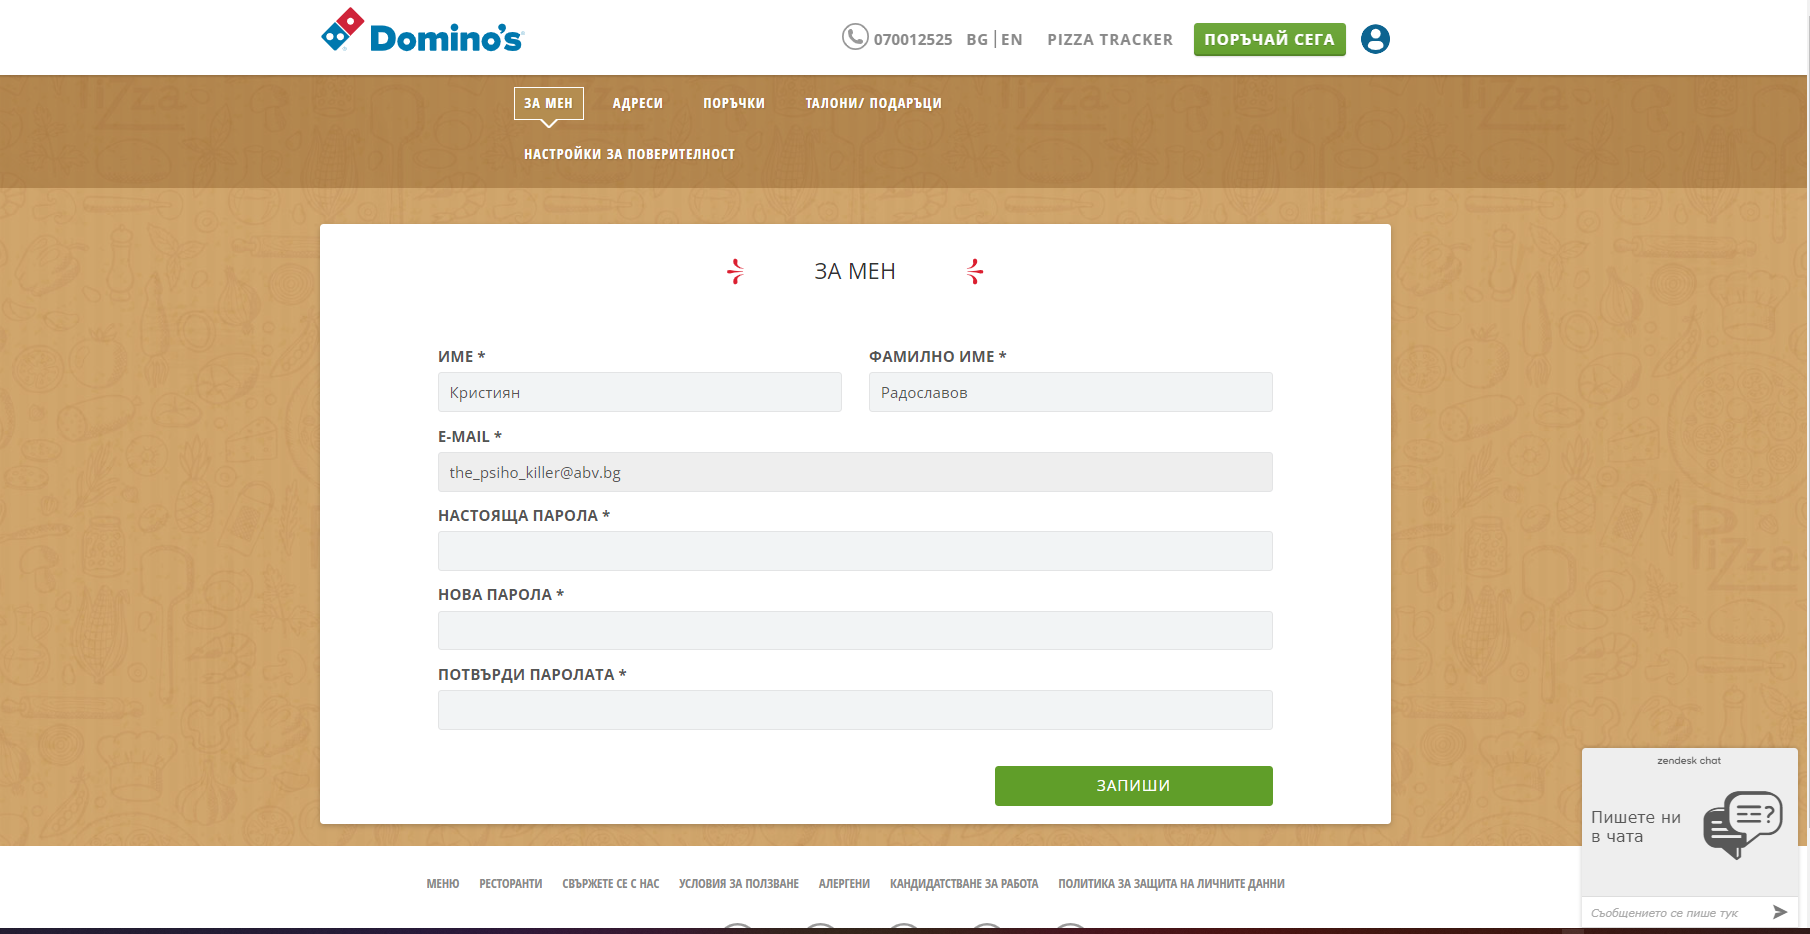 Domino's
070012525 BG | EN PIZZA TRACKER ПОРЪЧАЙ СЕГА
ЗА МЕН АДРЕСИ ПОРЪЧКИ ТАЛОНИ/ ПОДАРЪЦИ
НАСТРОЙКИ ЗА ПОВЕРИТЕЛНОСТ
ЗА МЕН
ИМЕ * ФАМИЛНО ИМЕ *
Кристиян Радославов
E-MAIL *
the_psiho_killer@abv.bg
НАСТОЯЩА ПАРОЛА *
НОВА ПАРОЛА *
ПОТВЪРДИ ПАРОЛАТА *
ЗАПИШИ
Pizza
zendesk chat
Пишете ни
в чата
Съобщението се пише тук
МЕНЮ РЕСТОРАНТИ СВЪРЖЕТЕ СЕ С НАС УСЛОВИЯ ЗА ПОЛЗВАНЕ АЛЕРГЕНИ КАНДИДАТСТВАНЕ ЗА РАБОТА ПОЛИТИКА ЗА ЗАЩИТА НА ЛИЧНИТЕ ДАННИ